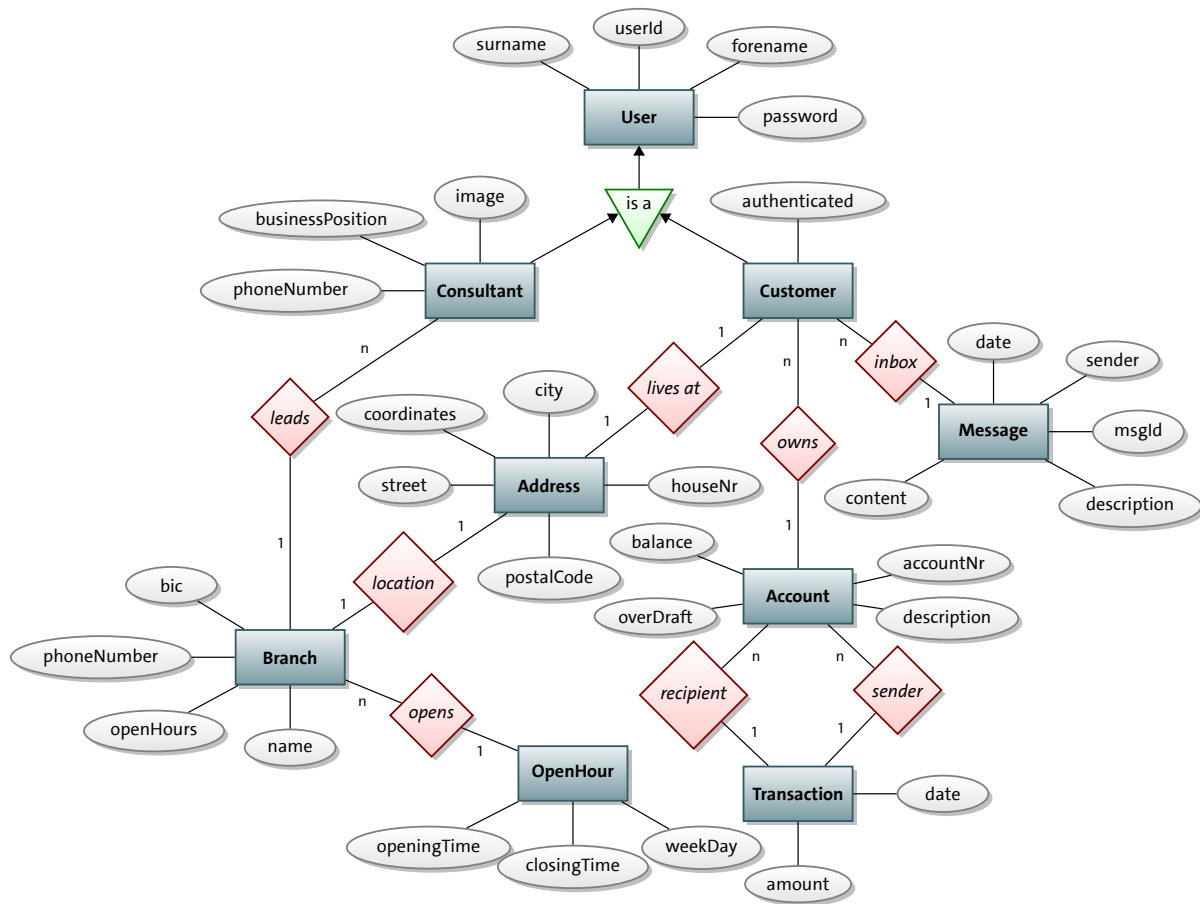 userId
surname
forename
User
password
is a
image
authenticated
businessPosition
phoneNumber
Consultant
Customer
n
1
n
n
inbox
date
sender
1
leads
lives at
city
coordinates
1
owns
Message
msgId
street
Address
houseNr
content
description
1
1
1
balance
accountNr
postalCode
location
bic
Account
overDraft
description
1
Branch
phoneNumber
n
n
n
recipient
sender
opens
openHours
name
1
1
1
OpenHour
Transaction
date
openingTime
closingTime
weekDay
amount